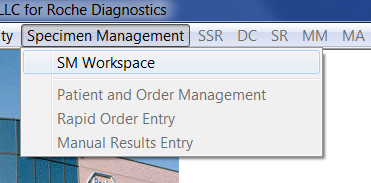 LLC for Roche Diagnostics
ty Specimen Management SSR DC SR MM MA
SM Workspace
Patient and Order Management
Rapid Order Entry
Manual Results Entry